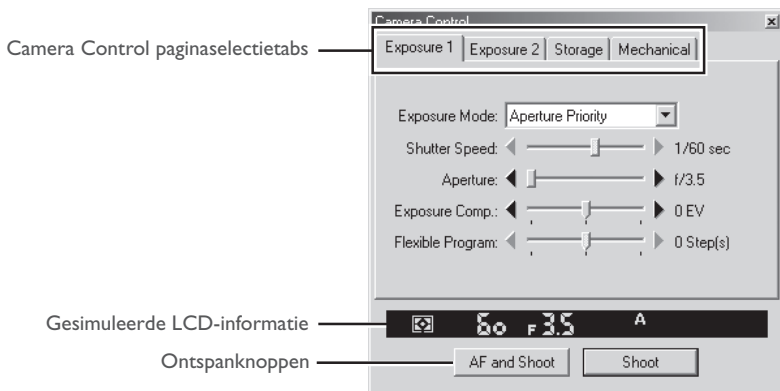 Camera Control
Camera Control paginaselectietabs
Exposure 1 Exposure 2 Storage Mechanical
Exposure Mode: Aperture Priority
Shutter Speed: 1/60 sec
Aperture: f/3.5
Exposure Comp.: 0 EV
Flexible Program: 0 Step(s)
Gesimuleerde LCD-informatie
60 F3.5 A
Ontspanknoppen
AF and Shoot Shoot